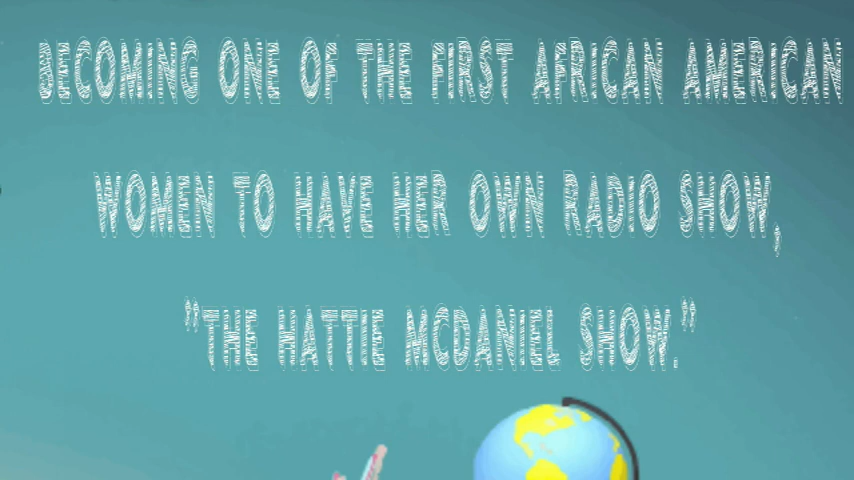 BECOMING ONE OF THE FIRST AFRICAN AMERICAN
WOMEN TO HAVE HER OWN RADIO SHOW,
"THE HATTIE MCDANIEL SHOW."